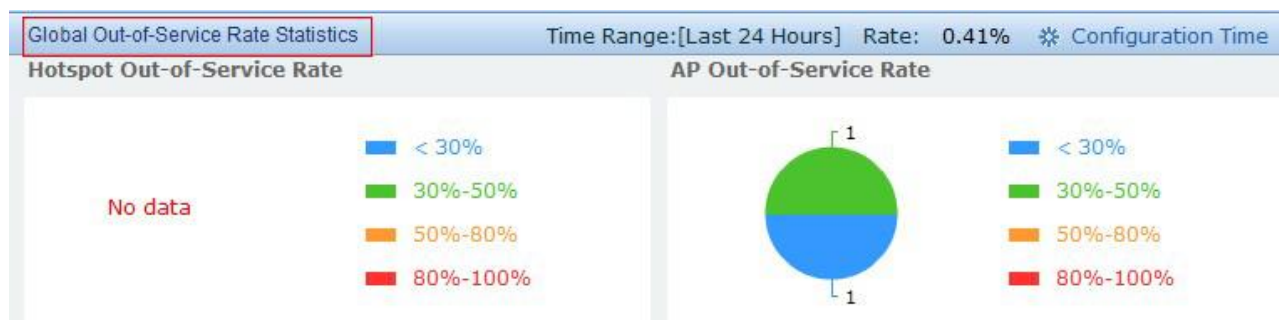 Global Out-of-Service Rate Statistics Time Range:[Last 24 Hours] Rate: 0.41% Configuration Time
Hotspot Out-of-Service Rate
No data
< 30%
30%-50%
50%-80%
80%-100%
AP Out-of-Service Rate
1
1
< 30%
30%-50%
50%-80%
80%-100%